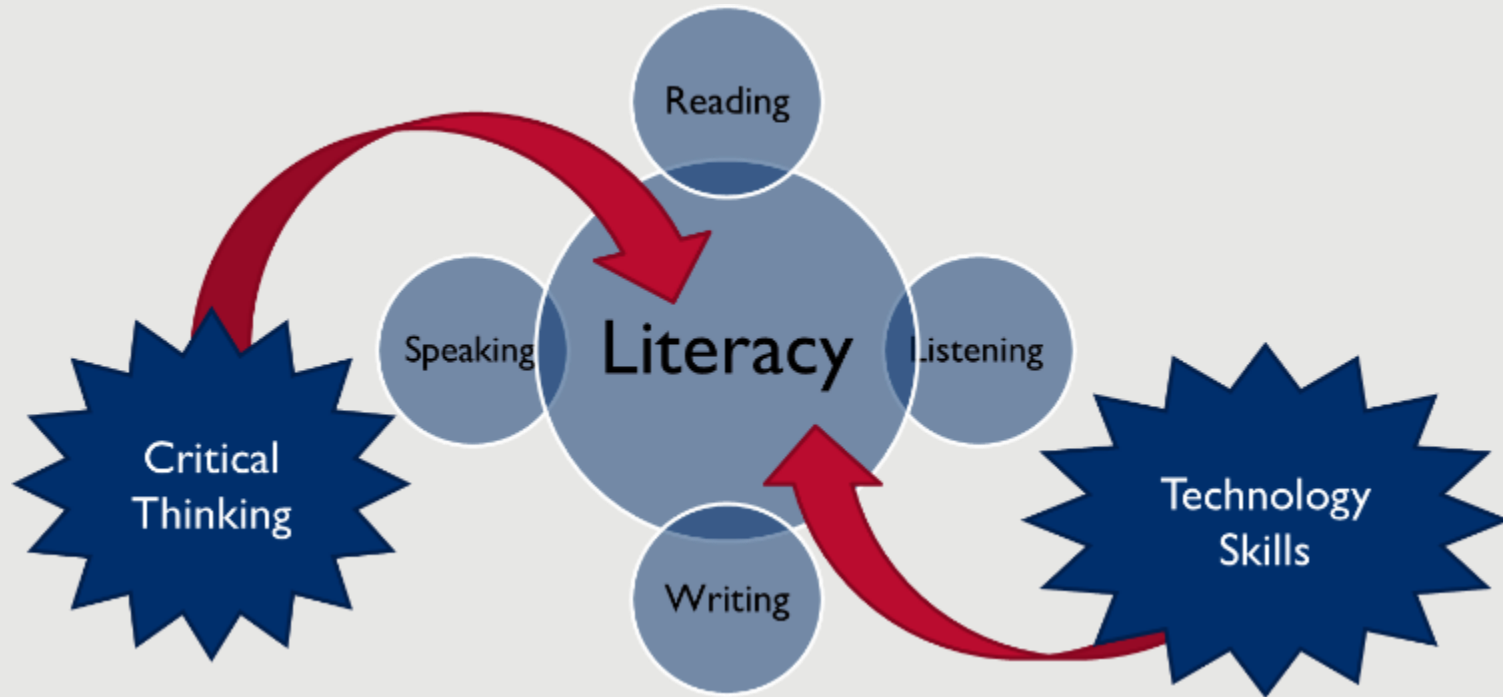 Reading
Speaking
Literacy
Listening
Critical
Thinking
Technology
Skills
Writing